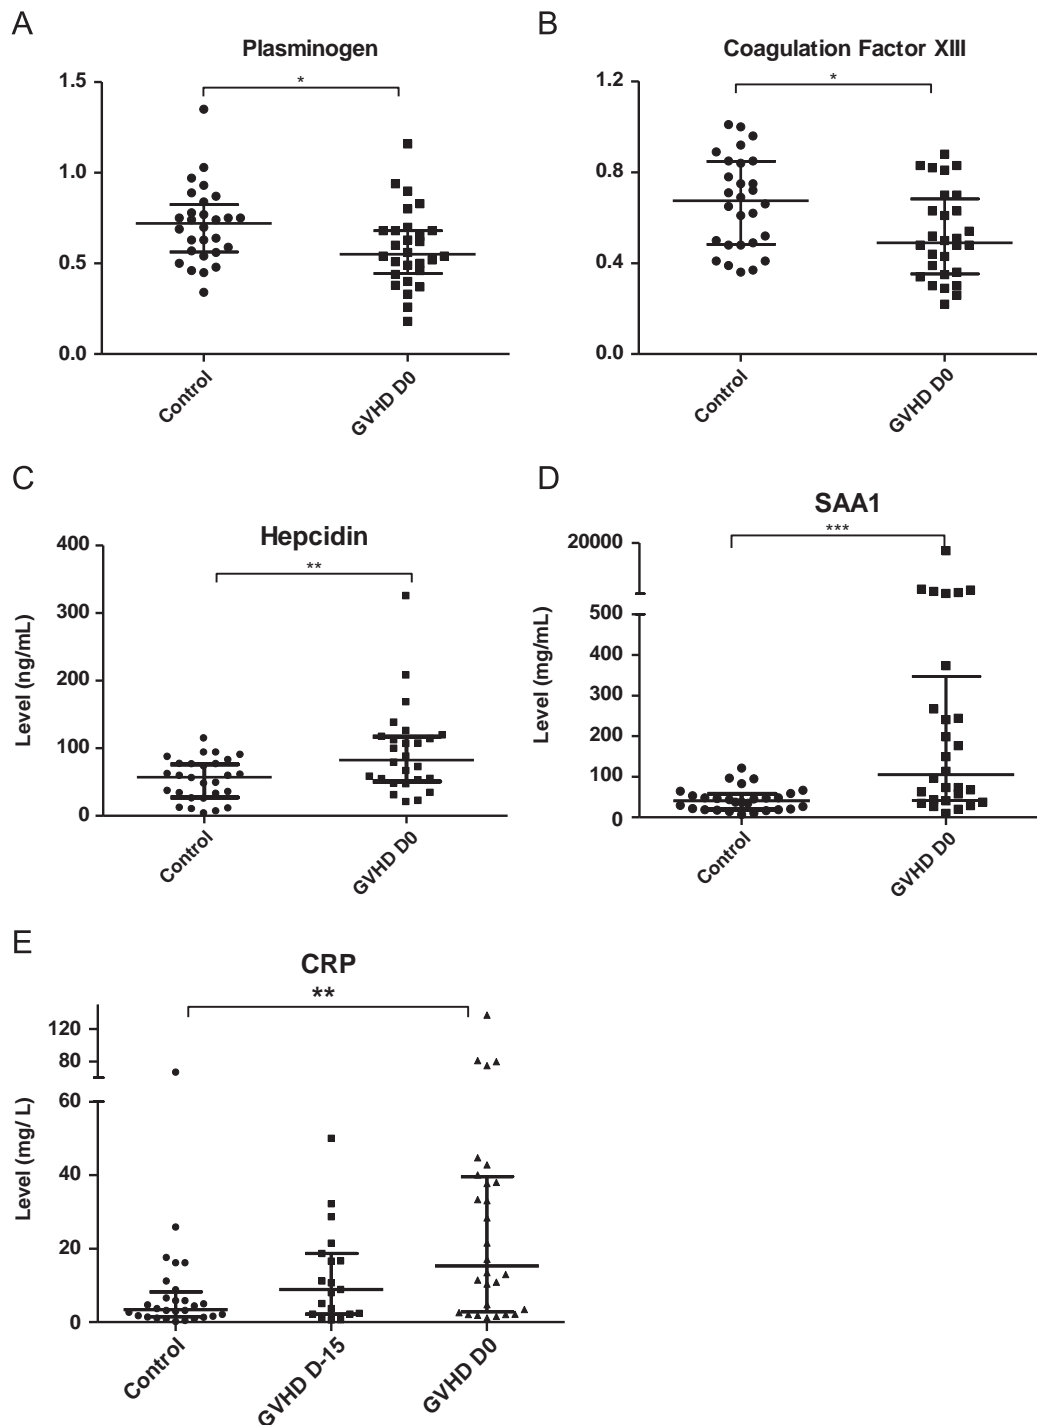 A
Plasminogen
*
1.5
1.0
0.5
0.0
Control
GVHD D0
B
Coagulation Factor XIII
*
1.2
0.8
0.4
0.0
Control
GVHD D0
C
Hepcidin
**
400
300
200
100
0
Level (ng/mL)
Control
GVHD D0
D
SAA1
***
20000
500
400
300
200
100
0
Level (mg/mL)
Control
GVHD D0
E
CRP
**
120
80
60
40
20
0
Level (mg/ L)
Control
GVHD D-15
GVHD D0